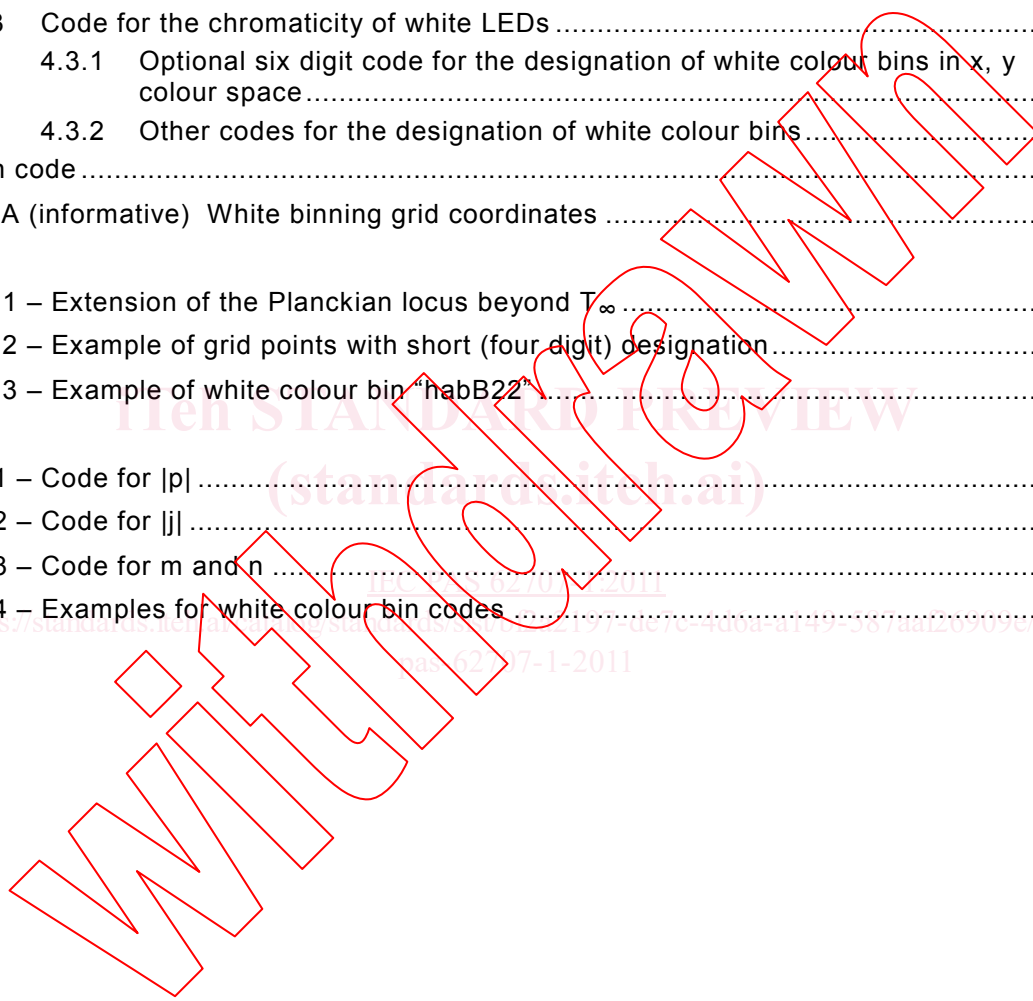 3 Code for the chromaticity of white LEDs
4.3.1 Optional six digit code for the designation of white colour bins in x, y
colour space
4.3.2 Other codes for the designation of white colour bins
n code
A (informative) White binning grid coordinates
1 – Extension of the Planckian locus beyond T∞
2 – Example of grid points with short (four digit) designation
3 – Example of white colour bin “habB22”
iTeh STANDARD PREVIEW
1 – Code for |p|
(standards.iteh.ai)
2 – Code for |j|
3 – Code for m and n
4 – Examples for white colour bin codes
pas-62707-1-2011
withdrawn